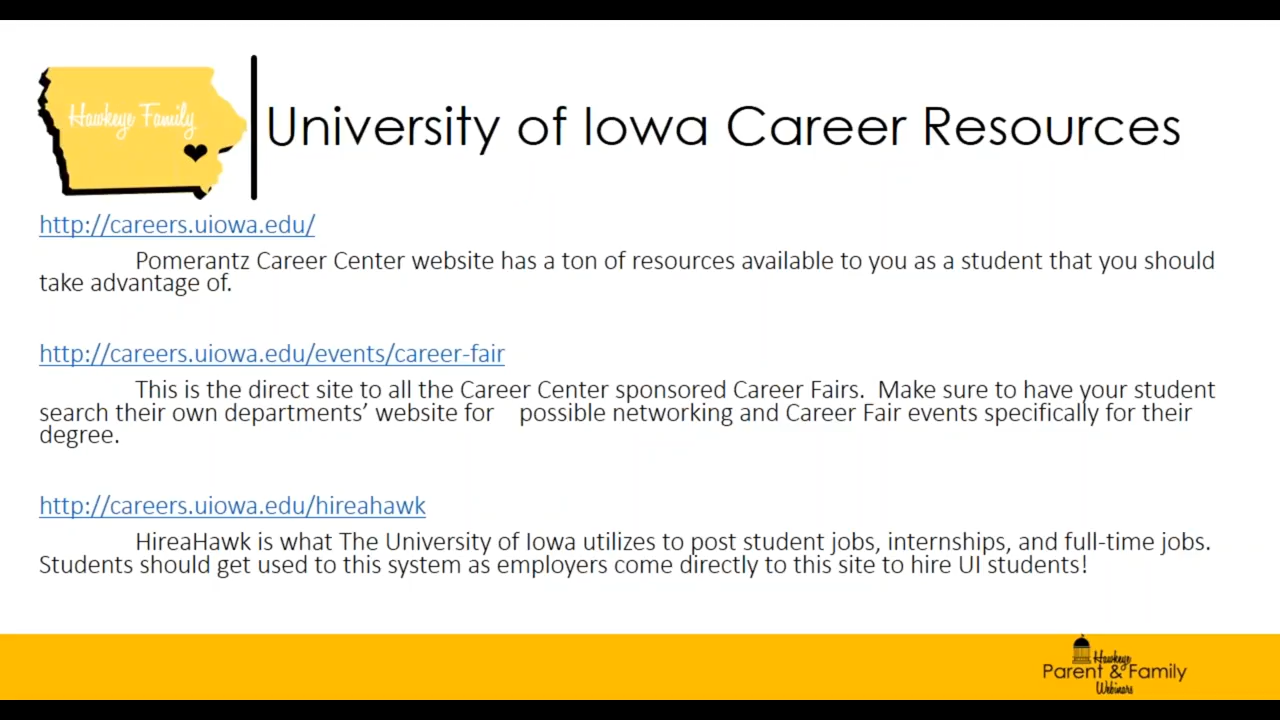 Hawkeye Family
University of Iowa Career Resources
http://careers.uiowa.edu/
Pomerantz Career Center website has a ton of resources available to you as a student that you should
take advantage of.
http://careers.uiowa.edu/events/career-fair
This is the direct site to all the Career Center sponsored Career Fairs.  Make sure to have your student
search their own departments’ website for    possible networking and Career Fair events specifically for their
degree.
http://careers.uiowa.edu/hireahawk
HireaHawk is what The University of Iowa utilizes to post student jobs, internships, and full-time jobs.
Students should get used to this system as employers come directly to this site to hire UI students!
Hawkeye
Parent & Family
Webinars